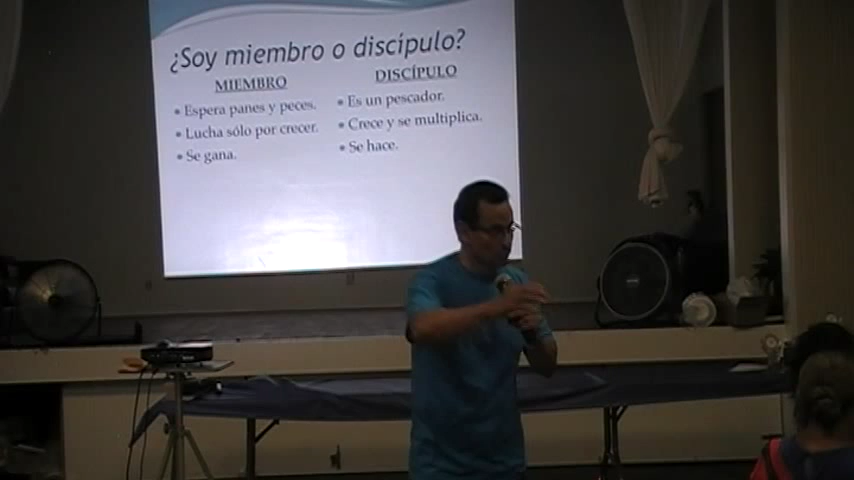 ¿Soy miembro o discípulo?
MIEMBRO
• Espera panes y peces.
• Lucha sólo por crecer.
• Se gana.
DISCÍPULO
• Es un pescador.
• Crece y se multiplica.
• Se hace.